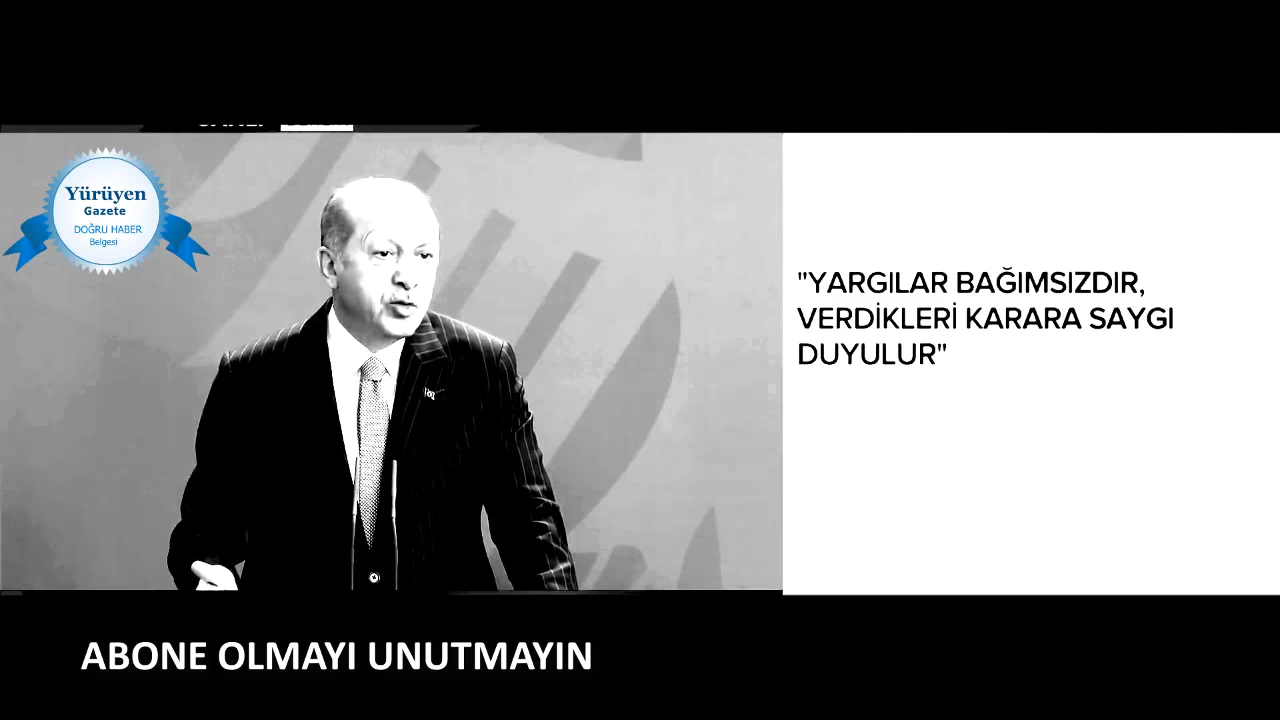 Yürüyen
Gazete
DOĞRU HABER
Belgesi
"YARGILAR BAĞIMSIZDIR,
VERDİKLERİ KARARA SAYGI
DUYULUR"
ABONE OLMAYI UNUTMAYIN